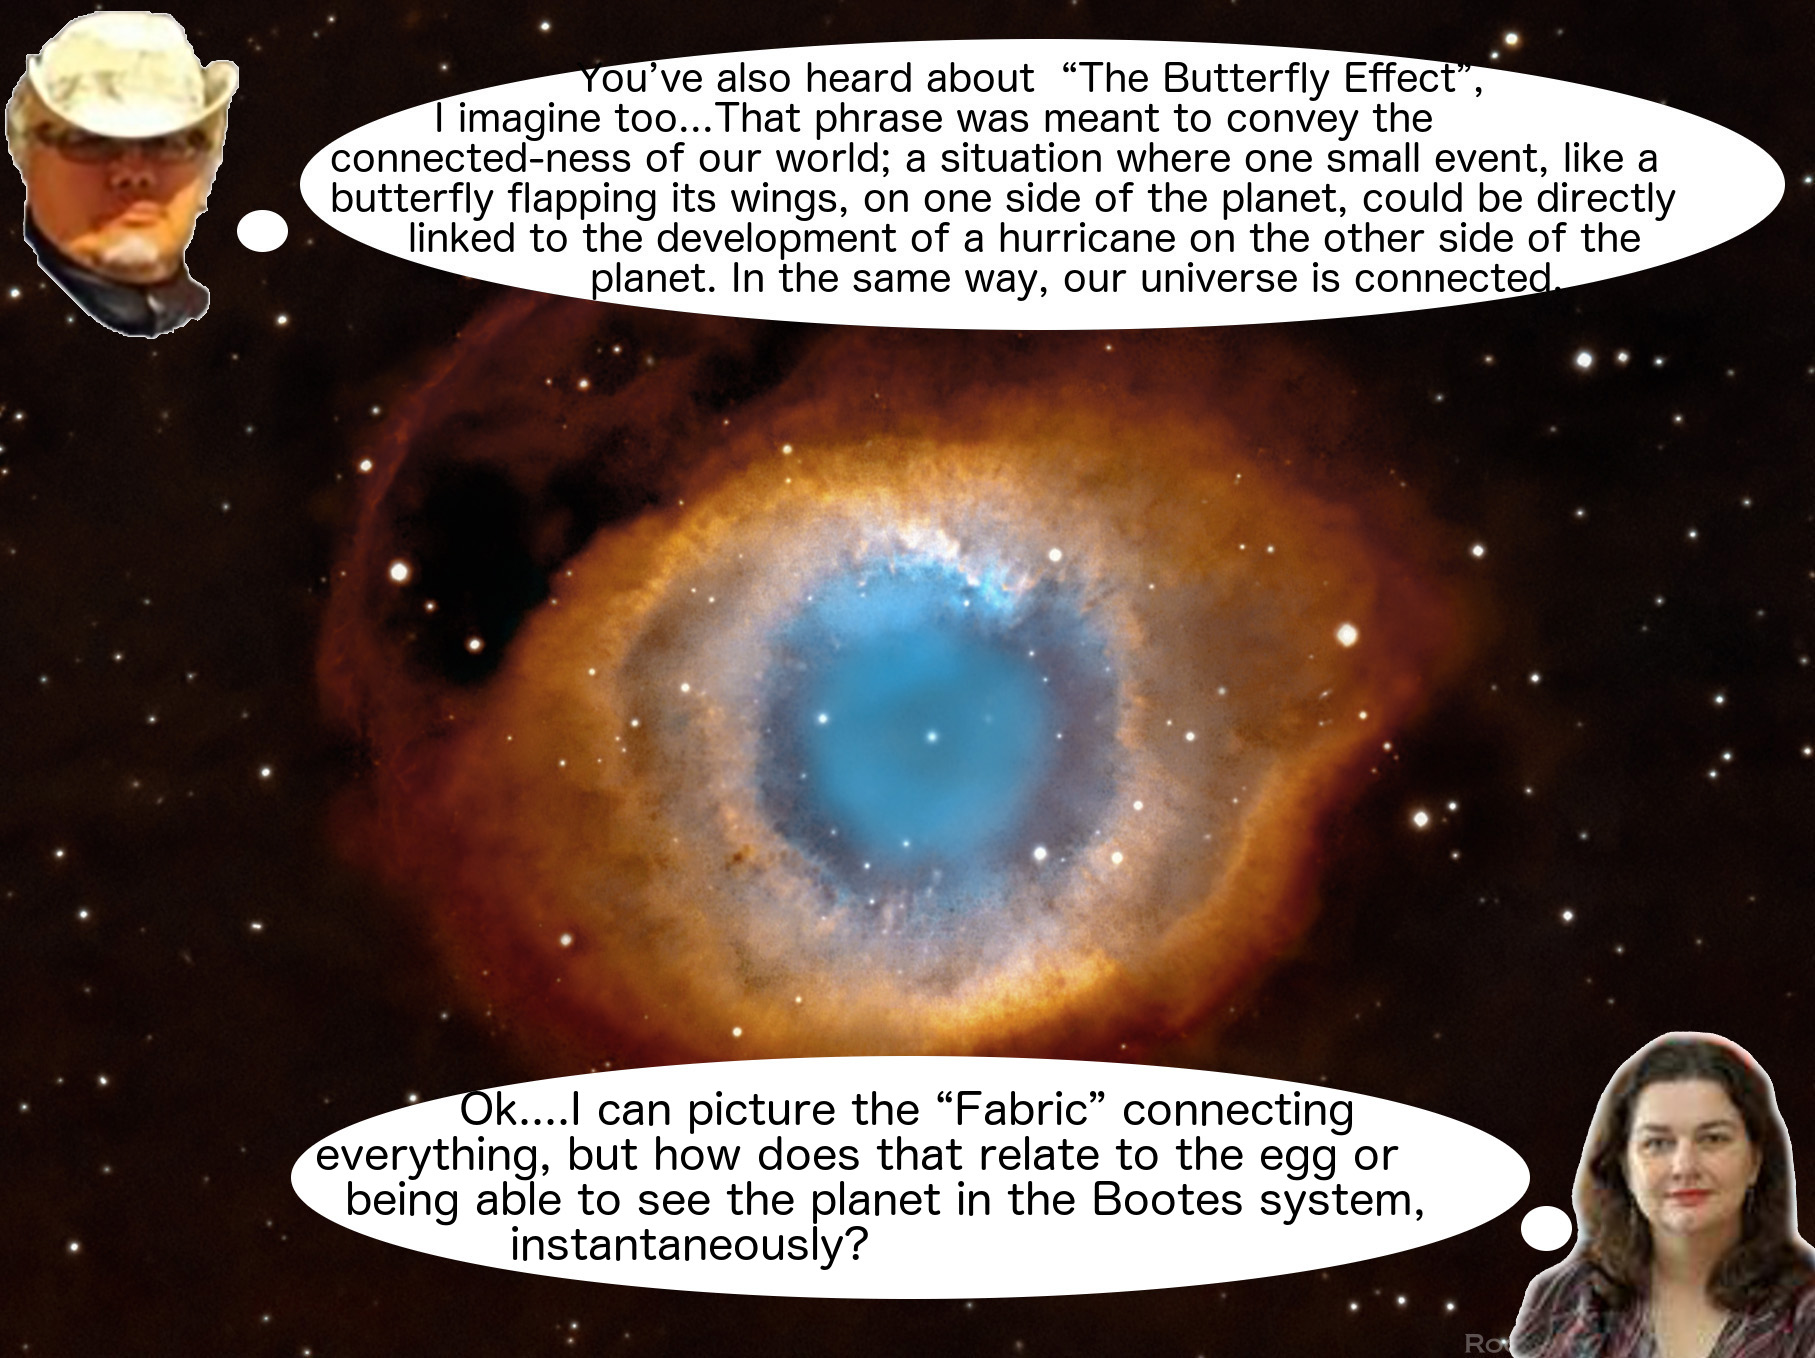 You’ve also heard about  “The Butterfly Effect”,
I imagine too...That phrase was meant to convey the
connected-ness of our world; a situation where one small event, like a
butterfly flapping its wings, on one side of the planet, could be directly
linked to the development of a hurricane on the other side of the
planet. In the same way, our universe is connected.
Ok....I can picture the “Fabric” connecting
everything, but how does that relate to the egg or
being able to see the planet in the Bootes system,
instantaneously?